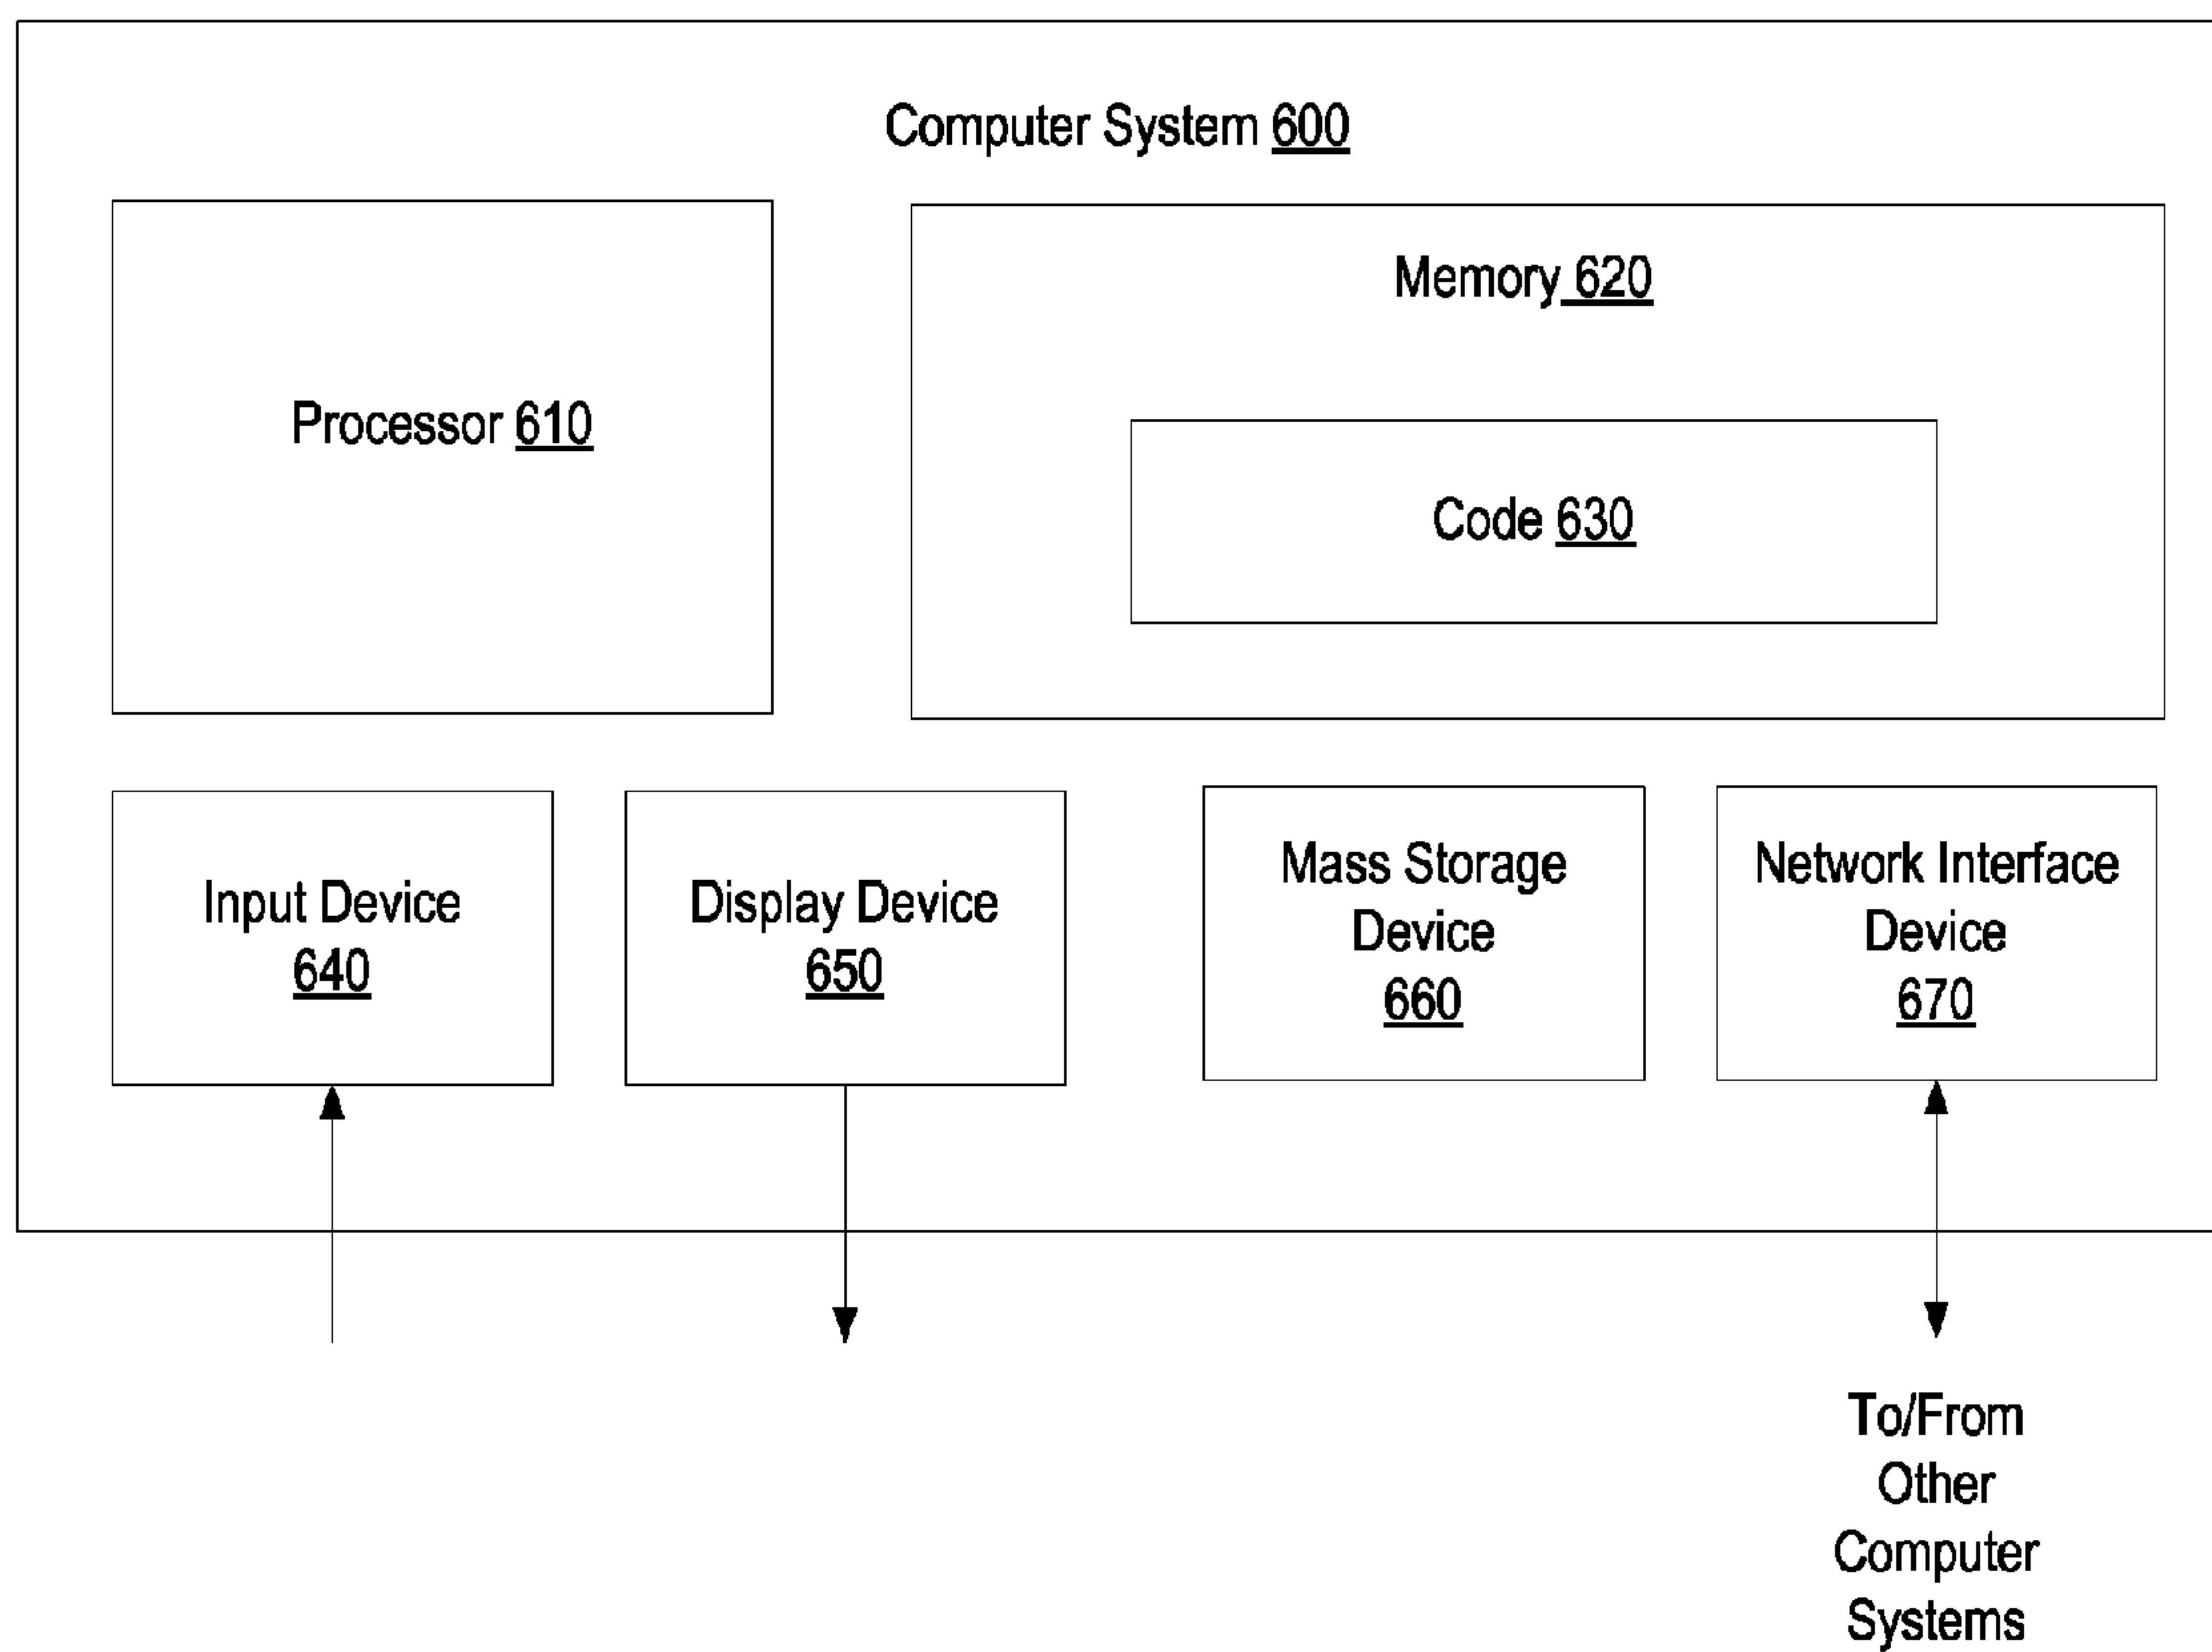 Computer System 600
Processor 610
Memory 620
Code 630
Input Device
640
Display Device
650
Mass Storage
Device
660
Network Interface
Device
670
To/From
Other
Computer
Systems